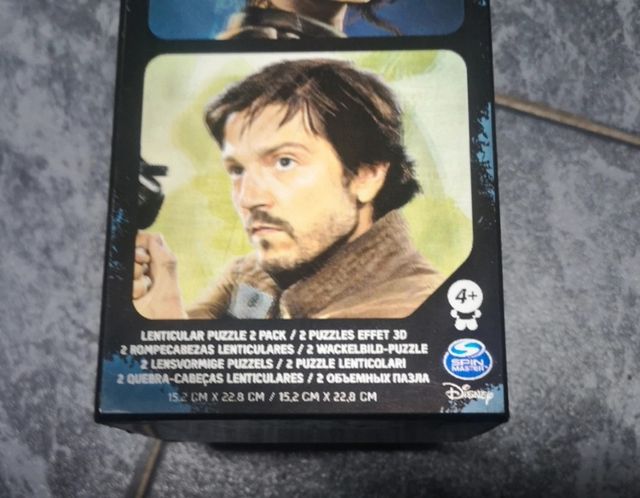 4+
LENTICULAR PUZZLE 2 PACK / 2 PUZZLES EFFET 3D
2 ROMPECABEZAS LENTICULARES / 2 WACKELBILD-PUZZLE
2 LENSVORMIGE PUZZELS / 2 PUZZLE LENTICOLARI
2 QUEBRA-CABEÇAS LENTICULARES / 2 ОБЪЕМНЫХ ПАЗЛА
15.2 CM X 22.8 CM / 15,2 CM X 22,8 CM
SPIN
MASTER
Disney